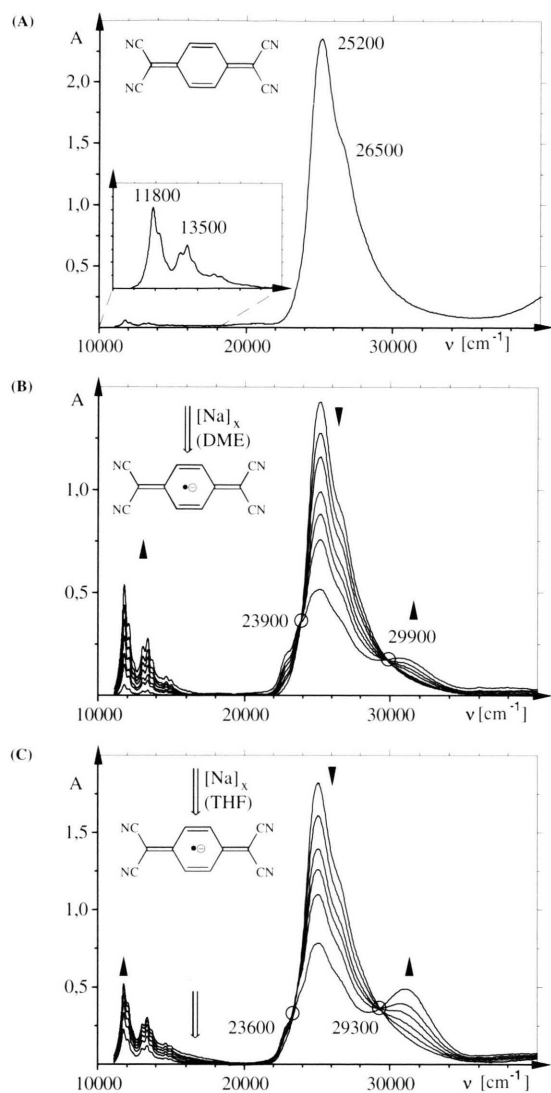 (A)
A
NC
CN
NC
CN
25200
26500
2.0
1,5
1.0
0,5
11800
13500
10000
20000
30000
ν [cm-1]
(B)
A
[Na]x
(DME)
NC
CN
NC
CN
1.0
0,5
23900
29900
10000
20000
30000
ν [cm-1]
(C)
A
[Na]x
(THF)
NC
CN
NC
CN
1.5
1.0
0.5
23600
29300
10000
20000
30000
ν [cm-1]